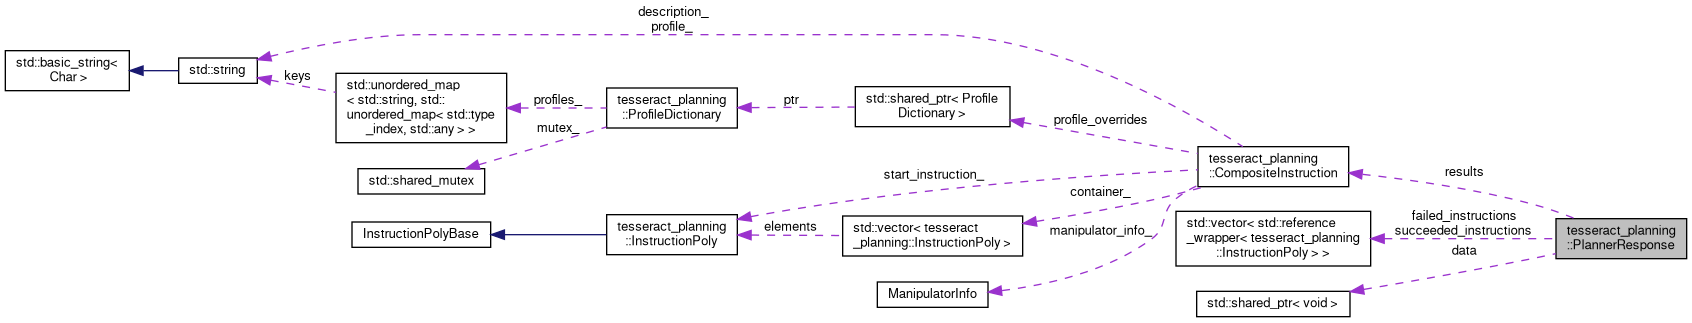 description_
profile_
std::basic_string<
Char >
std::string
keys
std::unordered_map
< std::string, std::
unordered_map< std::type
_index, std::any > >
profiles_
mutex_
tesseract_planning
::ProfileDictionary
ptr
std::shared_ptr< Profile
Dictionary >
profile_overrides
tesseract_planning
::CompositeInstruction
std::shared_mutex
start_instruction_
container_
manipulator_info_
results
InstructionPolyBase
tesseract_planning
::InstructionPoly
elements
std::vector< tesseract
_planning::InstructionPoly >
std::vector< std::reference
_wrapper< tesseract_planning
::InstructionPoly > >
failed_instructions
succeeded_instructions
data
tesseract_planning
::PlannerResponse
ManipulatorInfo
std::shared_ptr< void >